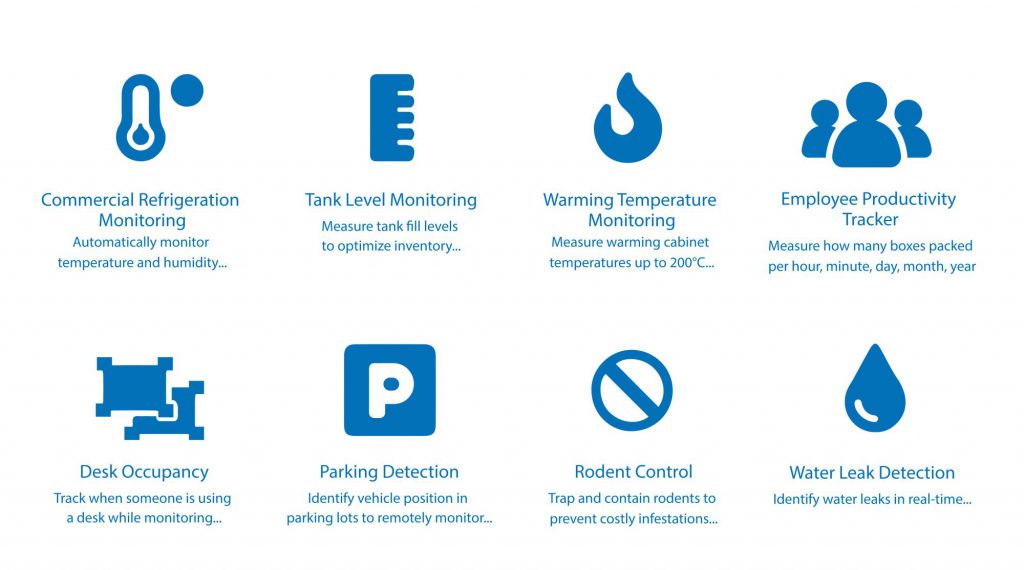 Commercial Refrigeration
Monitoring
Automatically monitor
temperature and humidity...
Tank Level Monitoring
Measure tank fill levels
to optimize inventory...
Warming Temperature
Monitoring
Measure warming cabinet
temperatures up to 200°C...
Employee Productivity
Tracker
Measure how many boxes packed
per hour, minute, day, month, year
Desk Occupancy
Track when someone is using
a desk while monitoring...
P
Parking Detection
Identify vehicle position in
parking lots to remotely monitor...
Rodent Control
Trap and contain rodents to
prevent costly infestations...
Water Leak Detection
Identify water leaks in real-time...